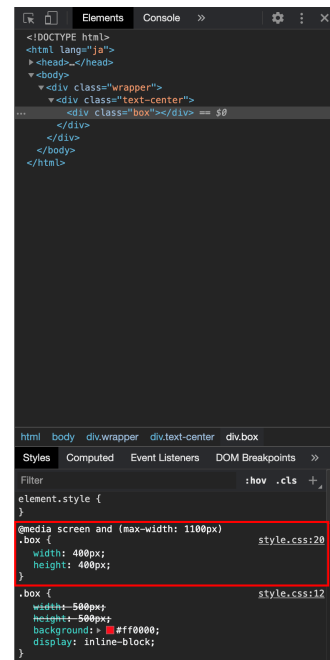 Elements Console »
<!DOCTYPE html>
<html lang="ja">
▶<head>…</head>
▼<body>
▼<div class="wrapper">
▼<div class="text-center">
… <div class="box"></div> == $0
</div>
</div>
</body>
</html>
html body div.wrapper div.text-center div.box
Styles Computed Event Listeners DOM Breakpoints »
Filter :hov .cls +
element.style {
}
@media screen and (max-width: 1100px)
.box { style.css:20
width: 400px;
height: 400px;
}
.box { style.css:12
width: 500px;
height: 500px;
background:▶ #ff0000;
display: inline-block;
}